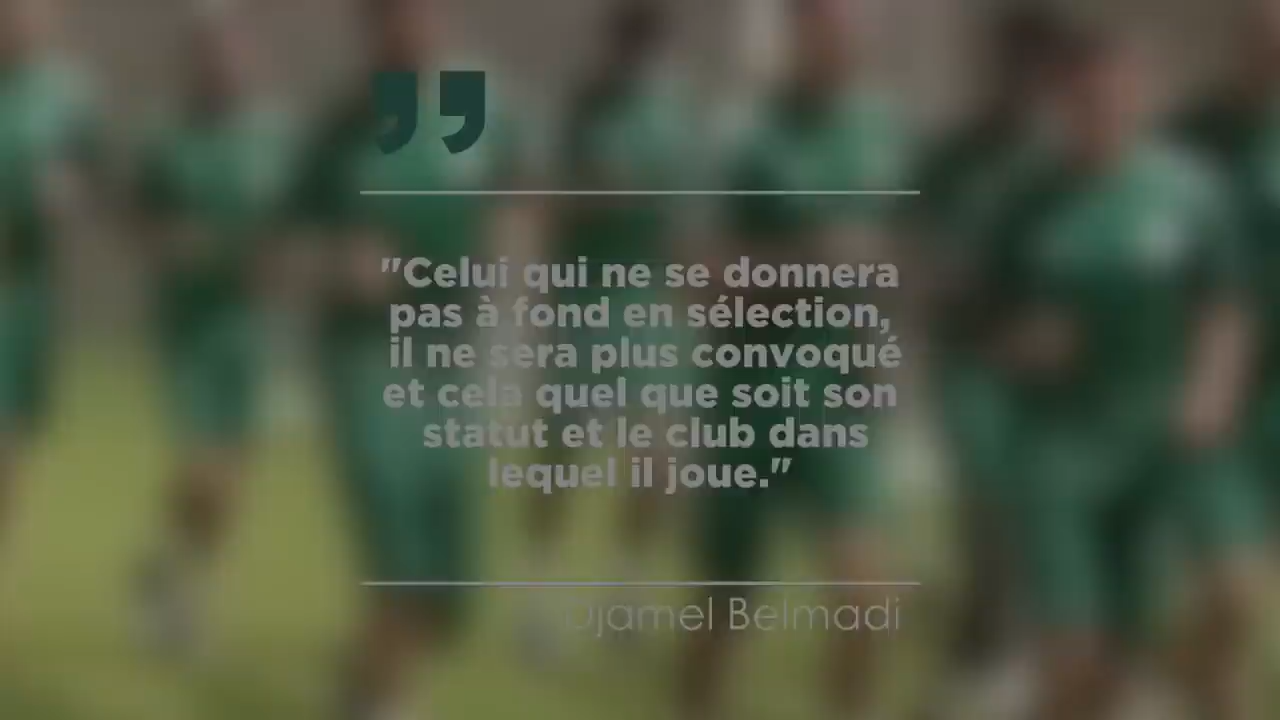 "Celui qui ne se donnera
pas à fond en sélection,
il ne sera plus convoqué
et cela quel que soit son
statut et le club dans
lequel il joue."
Djamel Belmadi